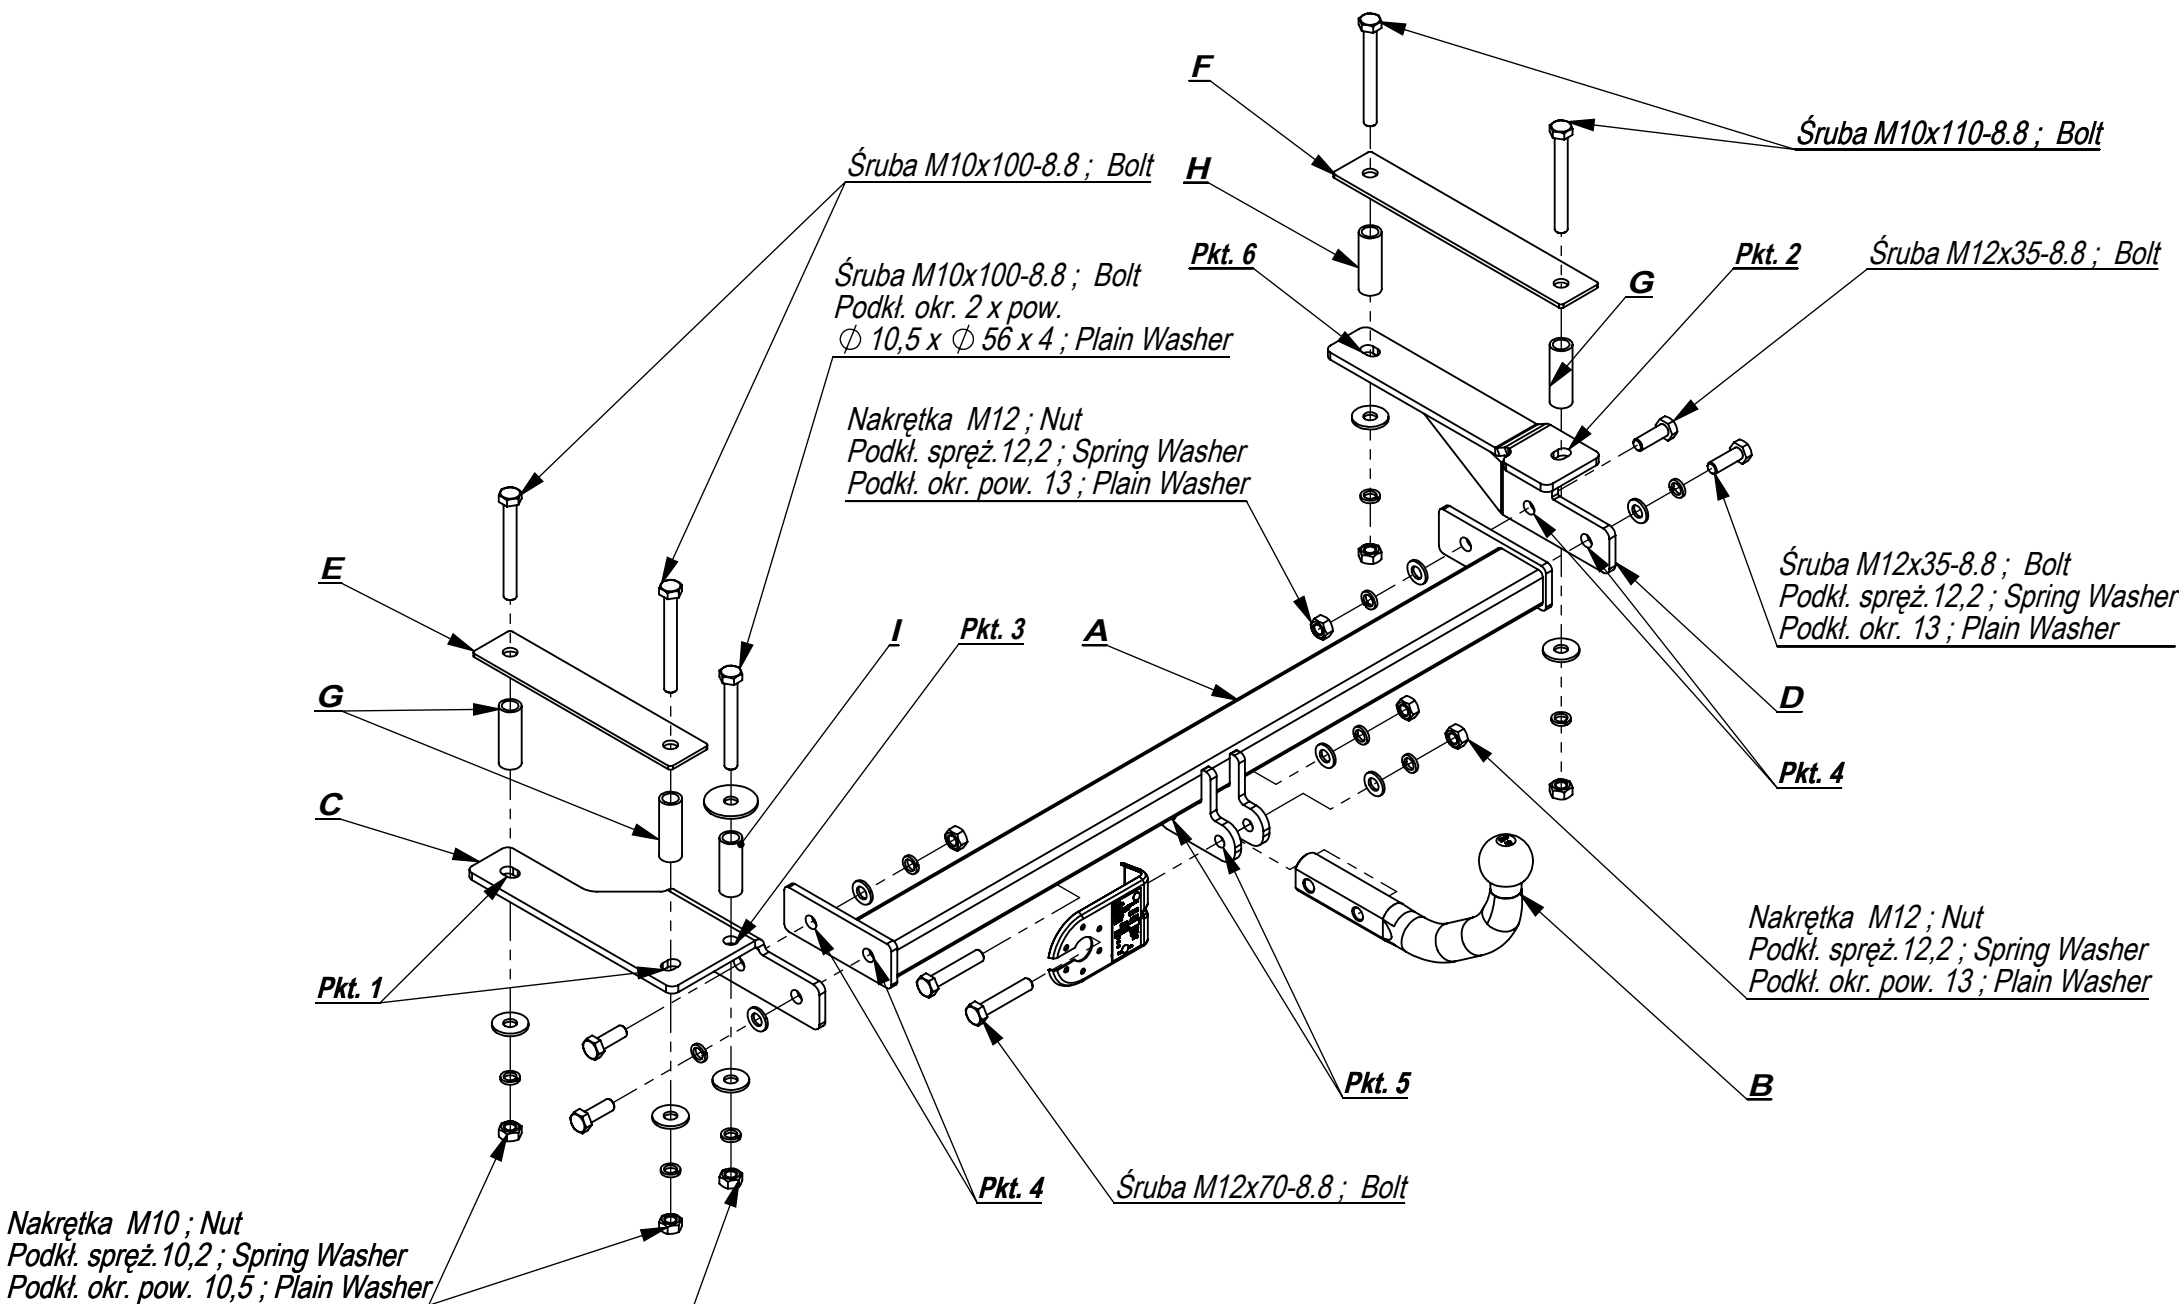 F
Śruba M10x110-8.8 ; Bolt
Śruba M10x100-8.8 ; Bolt
H
Pkt. 6
Pkt. 2
Śruba M12x35-8.8 ; Bolt
G
Śruba M10x100-8.8 ; Bolt
Podkł. okr. 2 x pow.
∅ 10,5 x ∅ 56 x 4 ; Plain Washer
Nakrętka M12 ; Nut
Podkł. spręż.12,2 ; Spring Washer
Podkł. okr. pow. 13 ; Plain Washer
Śruba M12x35-8.8 ; Bolt
Podkł. spręż.12,2 ; Spring Washer
Podkł. okr. 13 ; Plain Washer
E
I
Pkt. 3
A
G
D
Pkt. 4
C
Pkt. 1
Nakrętka M12 ; Nut
Podkł. spręż.12,2 ; Spring Washer
Podkł. okr. pow. 13 ; Plain Washer
Pkt. 5
B
Pkt. 4
Śruba M12x70-8.8 ; Bolt
Nakrętka M10 ; Nut
Podkł. spręż.10,2 ; Spring Washer
Podkł. okr. pow. 10,5 ; Plain Washer